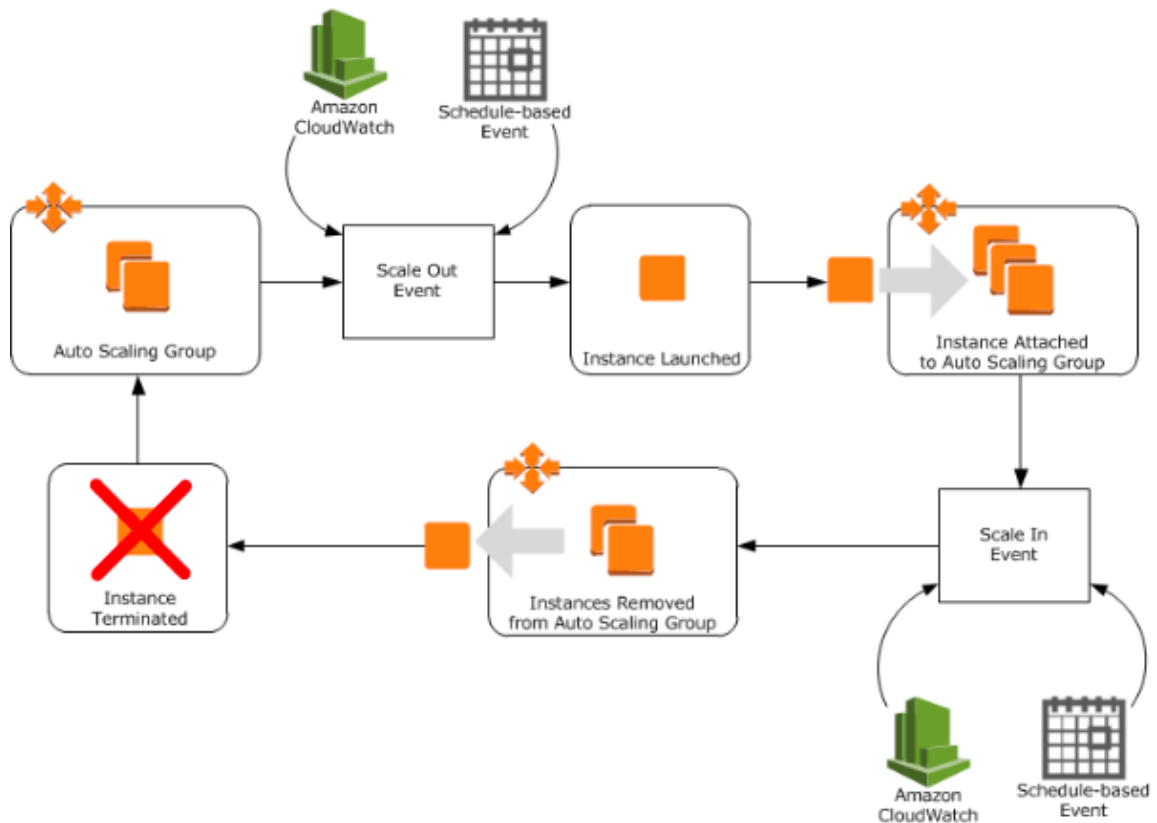 Amazon
CloudWatch
Schedule-based
Event
Auto Scaling Group
Scale Out
Event
Instance Launched
Instance Attached
to Auto Scaling Group
Instance
Terminated
Instances Removed
from Auto Scaling Group
Scale In
Event
Amazon
CloudWatch
Schedule-based
Event